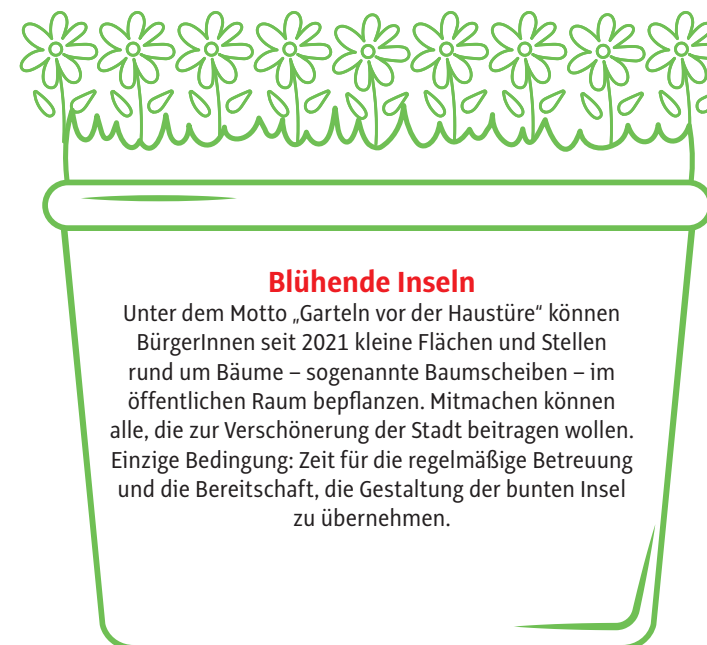 Blühende Inseln
Unter dem Motto „Garteln vor der Haustüre“ können
BürgerInnen seit 2021 kleine Flächen und Stellen
rund um Bäume – sogenannte Baumscheiben – im
öffentlichen Raum bepflanzen. Mitmachen können
alle, die zur Verschönerung der Stadt beitragen wollen.
Einzige Bedingung: Zeit für die regelmäßige Betreuung
und die Bereitschaft, die Gestaltung der bunten Insel
zu übernehmen.